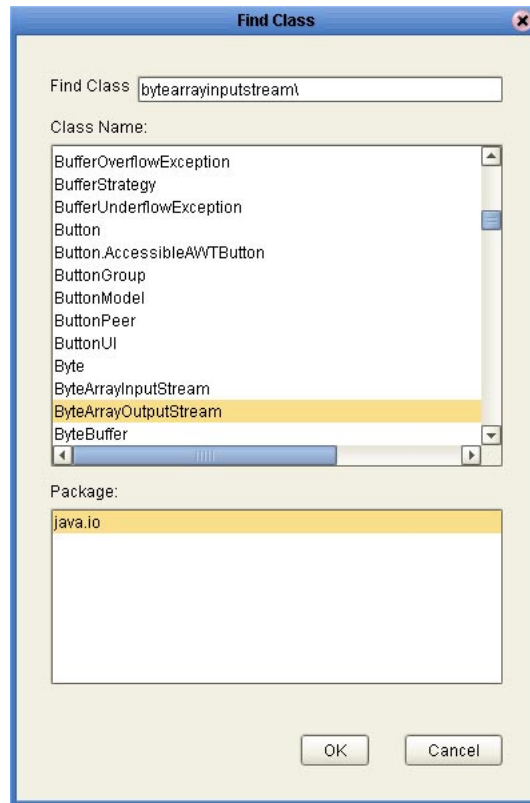 Find Class
Find Class bytearrayinputstream\
Class Name:
BufferOverflowException
BufferStrategy
BufferUnderflowException
Button
Button.AccessibleAWTButton
ButtonGroup
ButtonModel
ButtonPeer
ButtonUI
Byte
ByteArrayInputStream
ByteArrayOutputStream
ByteBuffer
Package:
java.io
OK Cancel